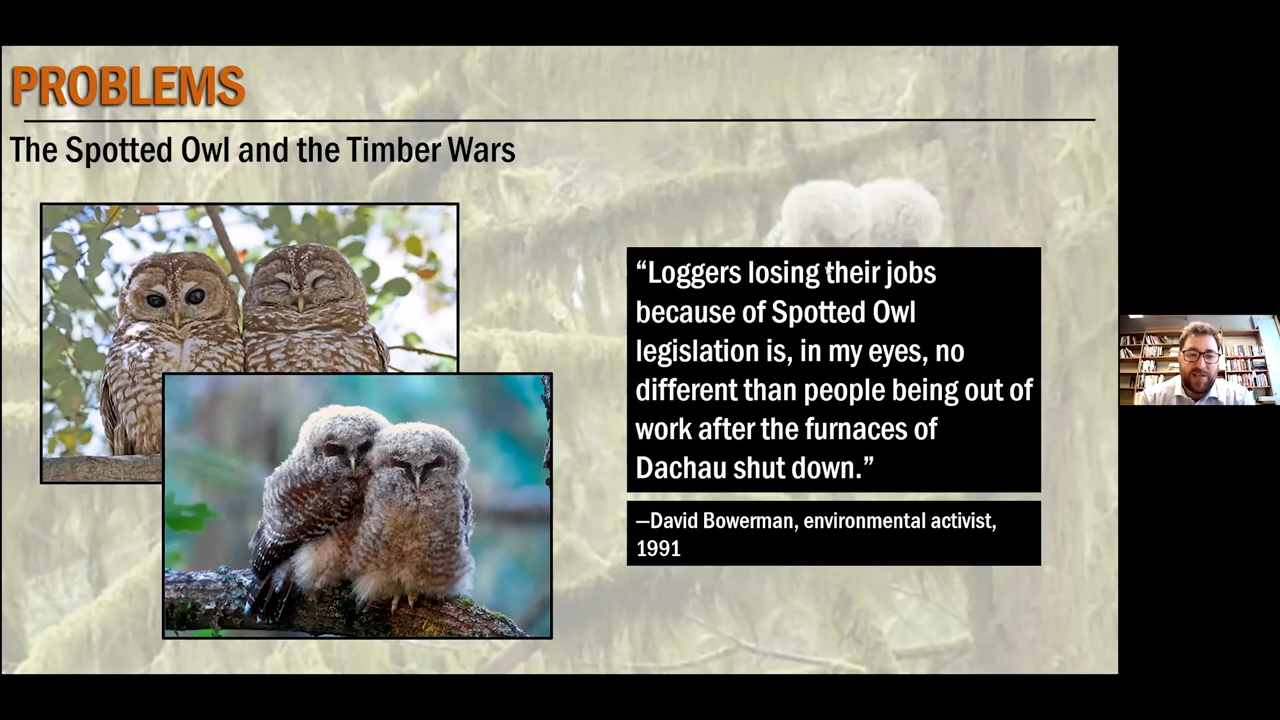 PROBLEMS
The Spotted Owl and the Timber Wars
“Loggers losing their jobs
because of Spotted Owl
legislation is, in my eyes, no
different than people being out of
work after the furnaces of
Dachau shut down.”
—David Bowerman, environmental activist,
1991